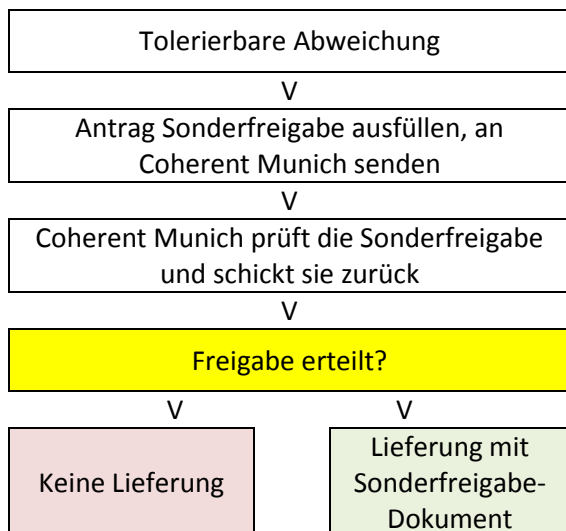 Tolerierbare Abweichung
V
Antrag Sonderfreigabe ausfüllen, an
Coherent Munich senden
V
Coherent Munich prüft die Sonderfreigabe
und schickt sie zurück
V
Freigabe erteilt?
V V
Keine Lieferung
Lieferung mit
Sonderfreigabe-
Dokument